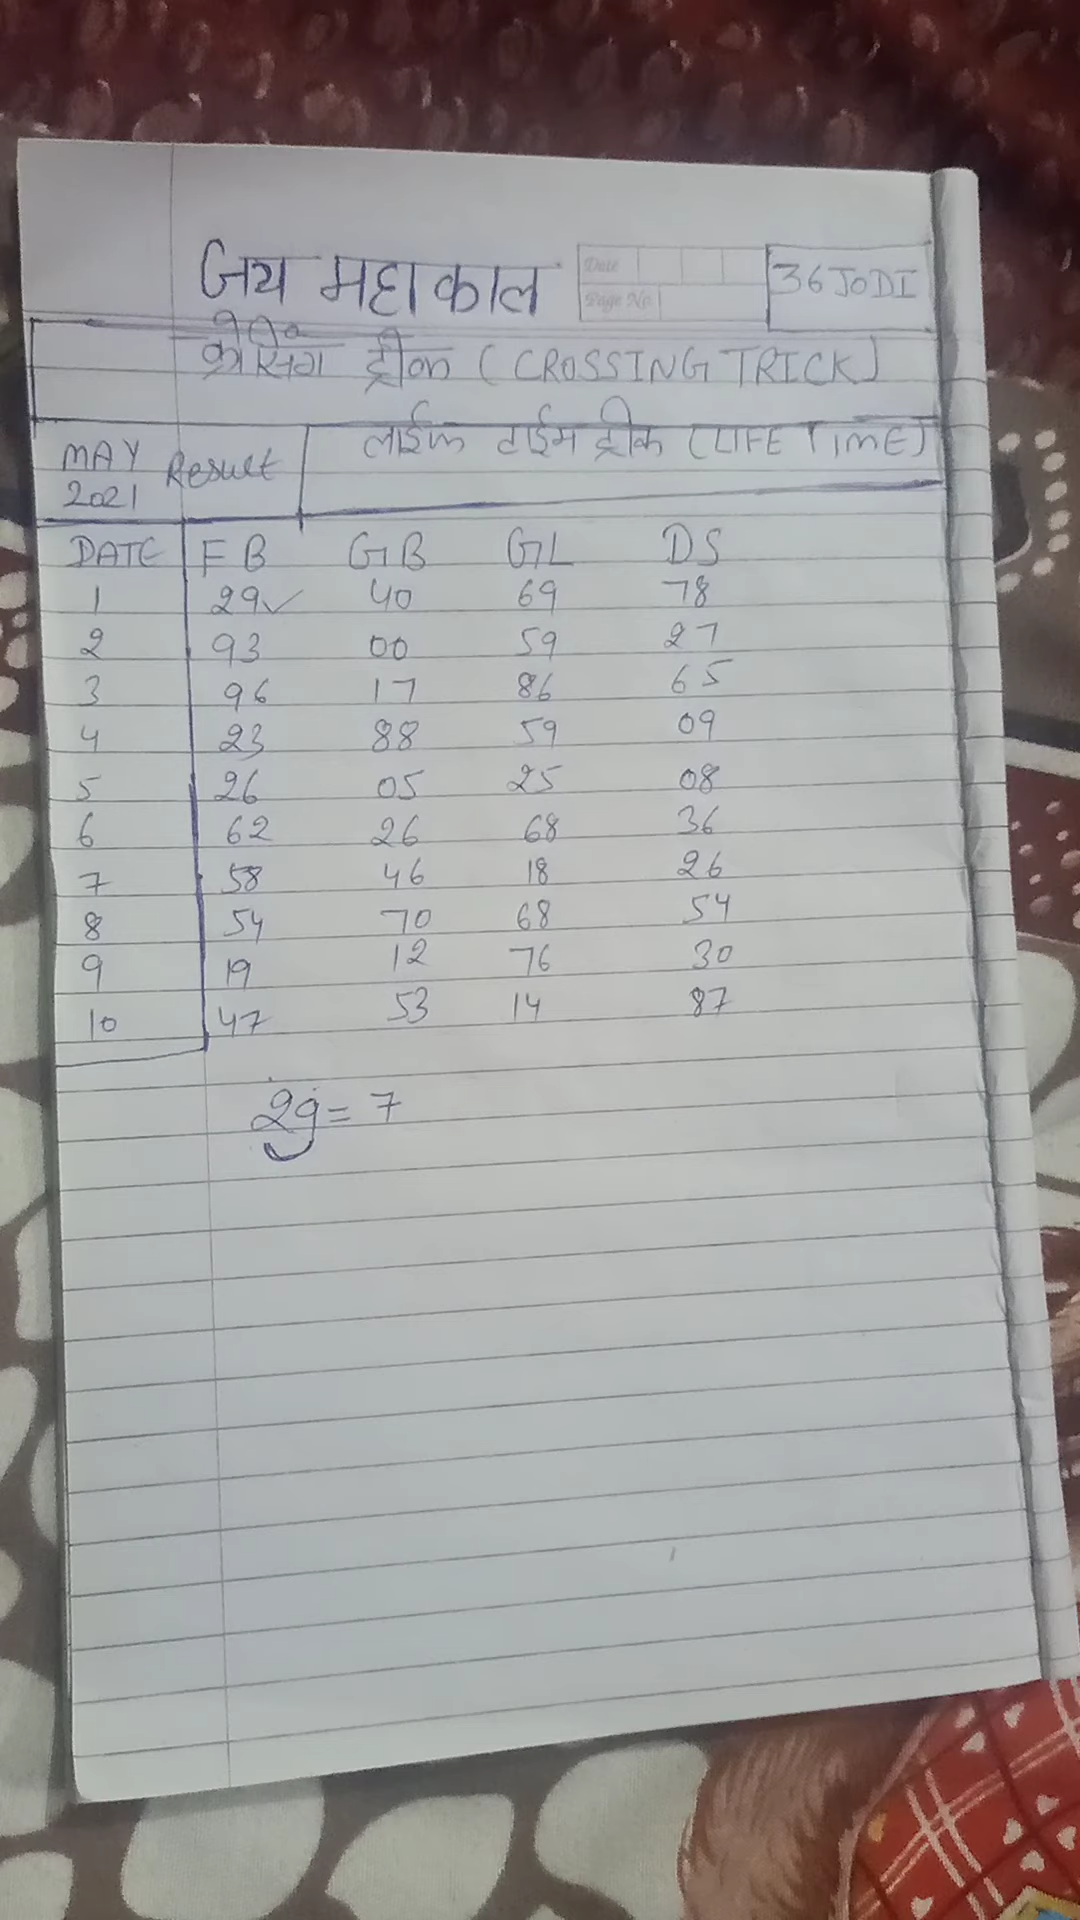 जय महाकाल
Date
Page No.
36 JODI
क्रोसिंग ट्रीक (CROSSING TRICK)
MAY 2021 Result लाईफ टाईम ट्रीक (LIFE TIME)
DATE FB GB GL DS
1 29✓ 40 69 78
2 93 00 59 27
3 96 17 86 65
4 23 88 59 09
5 26 05 25 08
6 62 26 68 36
7 58 46 18 26
8 54 70 68 54
9 19 12 76 30
10 47 53 14 87
29 = 7